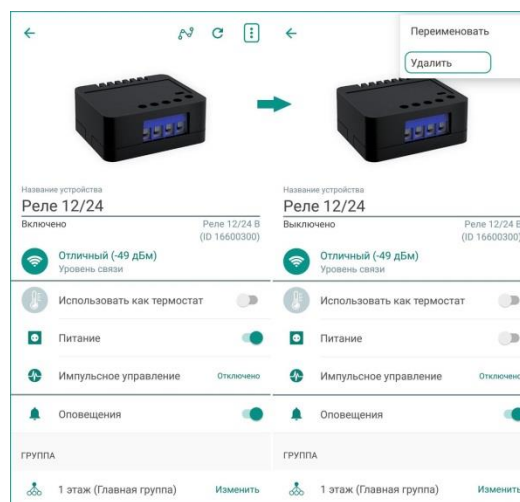 Название устройства
Реле 12/24
Включено
Реле 12/24 В
(ID 16600300)
Отличный (-49 дБм)
Уровень связи
Использовать как термостат
Питание
Импульсное управление
Отключено
Оповещения
ГРУППА
1 этаж (Главная группа)
Изменить
Переименовать
Удалить
Название устройства
Реле 12/24
Выключено
Реле 12/24 В
(ID 16600300)
Отличный (-49 дБм)
Уровень связи
Использовать как термостат
Питание
Импульсное управление
Отключено
Оповещения
ГРУППА
1 этаж (Главная группа)
Изменить